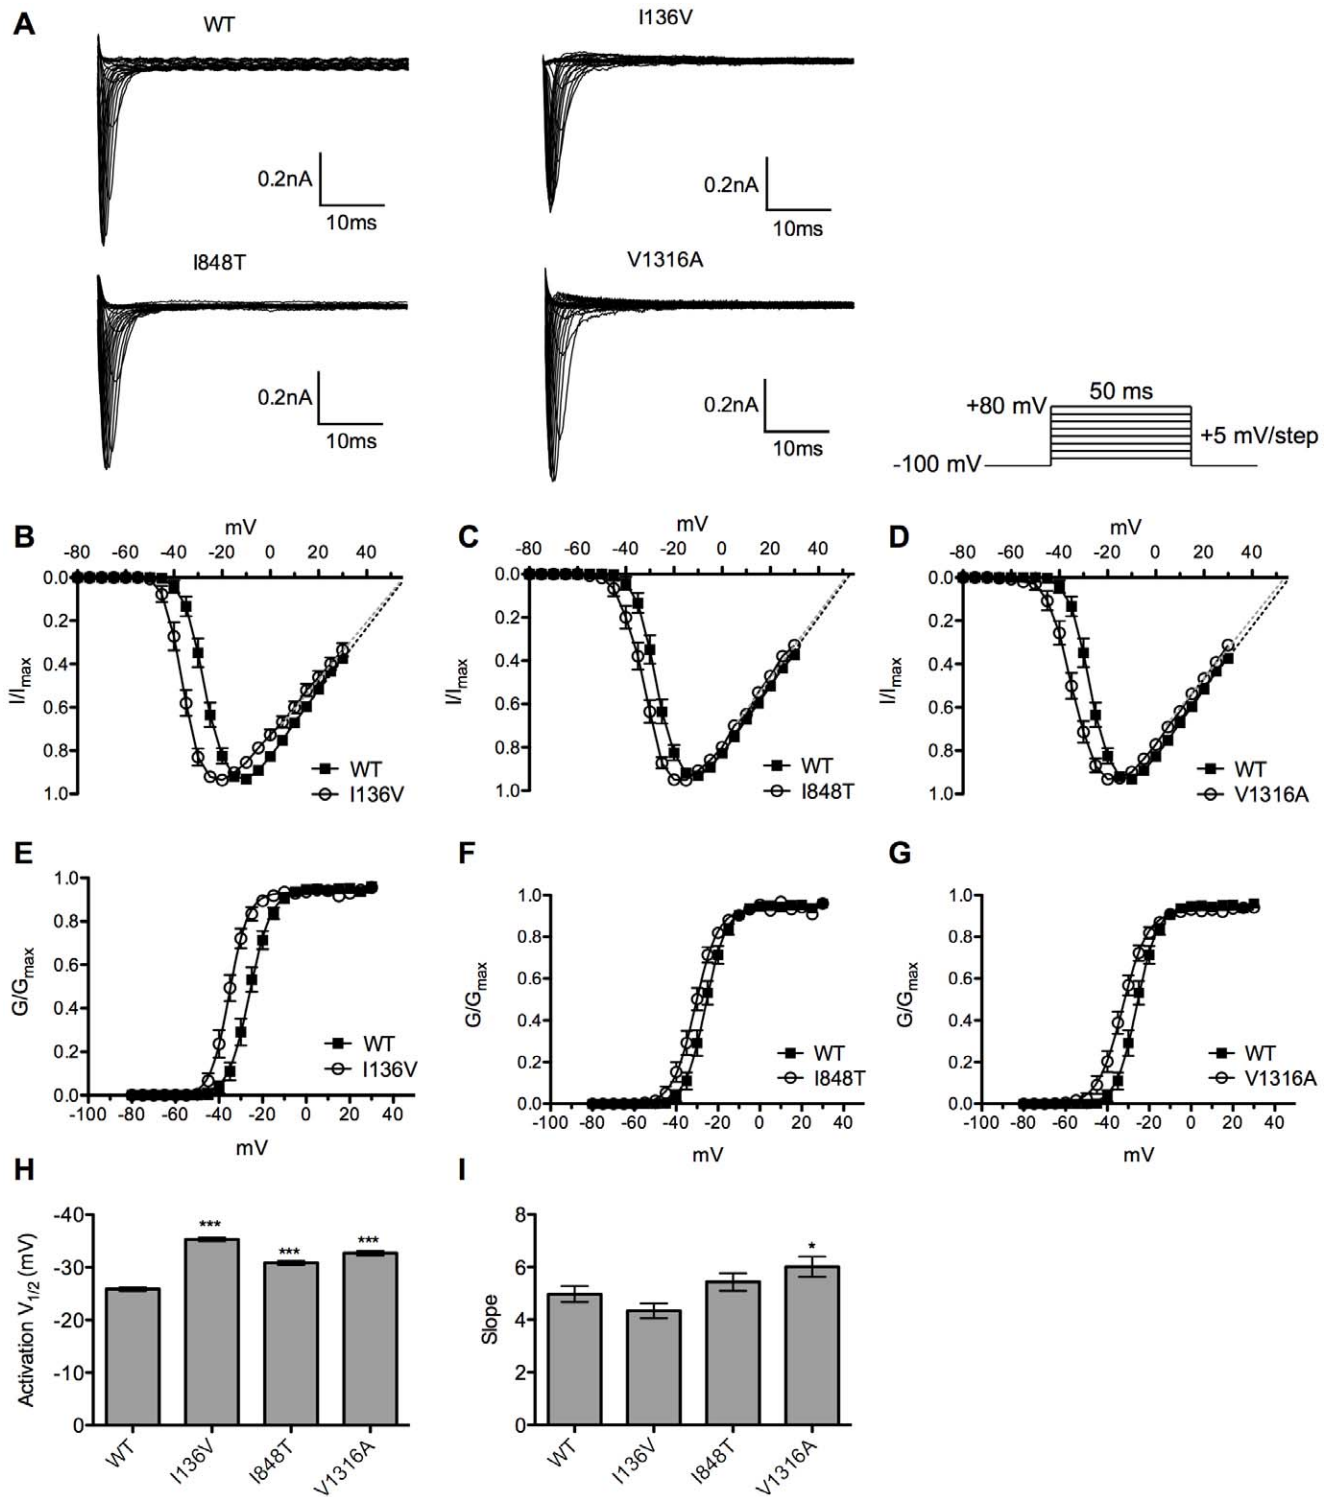 A
WT
I136V
0.2nA
10ms
0.2nA
10ms
I848T
V1316A
0.2nA
10ms
0.2nA
10ms
50 ms
+80 mV
+5 mV/step
-100 mV
B
mV
-80 -60 -40 -20 0 20 40
0.0
0.2
0.4
0.6
0.8
1.0
I/Imax
WT
I136V
C
mV
-80 -60 -40 -20 0 20 40
0.0
0.2
0.4
0.6
0.8
1.0
I/Imax
WT
I848T
D
mV
-80 -60 -40 -20 0 20 40
0.0
0.2
0.4
0.6
0.8
1.0
I/Imax
WT
V1316A
E
1.0
0.8
0.6
0.4
0.2
0.0
G/Gmax
WT
I136V
-100 -80 -60 -40 -20 0 20 40
mV
F
1.0
0.8
0.6
0.4
0.2
0.0
G/Gmax
WT
I848T
-100 -80 -60 -40 -20 0 20 40
mV
G
1.0
0.8
0.6
0.4
0.2
0.0
G/Gmax
WT
V1316A
-100 -80 -60 -40 -20 0 20 40
mV
H
-40
-30
-20
-10
0
Activation V1/2 (mV)
***
***
***
WT
I136V
I848T
V1316A
I
8
6
4
2
0
Slope
*
WT
I136V
I848T
V1316A